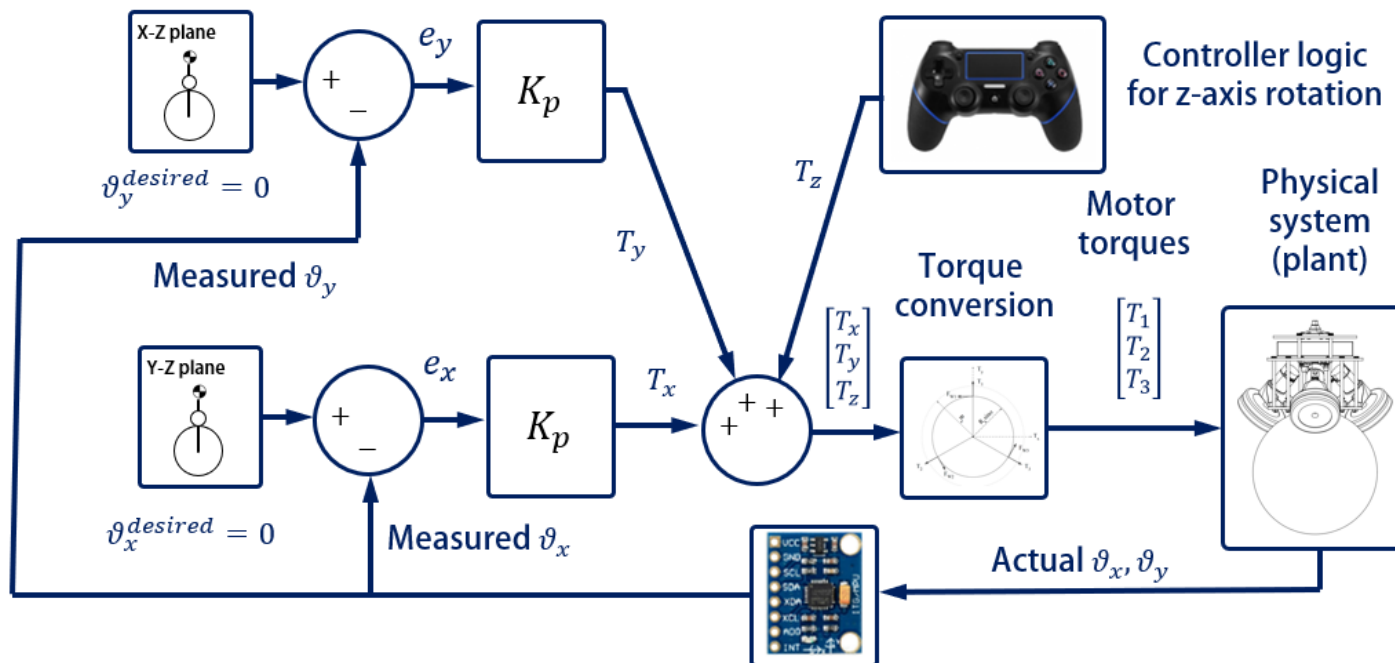 X-Z plane
+
−
e_y
K_p
ϑ_y^{desired} = 0
Measured ϑ_y
T_y
T_z
Controller logic
for z-axis rotation
Y-Z plane
+
−
e_x
K_p
T_x
ϑ_x^{desired} = 0
Measured ϑ_x
+ + +
[T_x
T_y
T_z]
Torque
conversion
Motor
torques
[T_1
T_2
T_3]
Physical
system
(plant)
Actual ϑ_x, ϑ_y
VCC
GND
SCL
SDA
XDA
XCL
ADO
INT
ITG/MPU